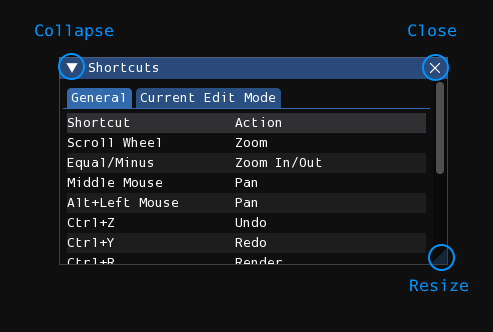 Collapse Close
Shortcuts
General Current Edit Mode
Shortcut Action
Scroll Wheel Zoom
Equal/Minus Zoom In/Out
Middle Mouse Pan
Alt+Left Mouse Pan
Ctrl+Z Undo
Ctrl+Y Redo
Ctrl+R Render
Resize